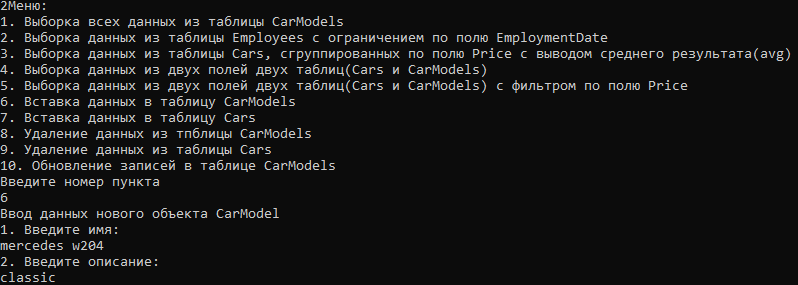 2Меню:
1. Выборка всех данных из таблицы CarModels
2. Выборка данных из таблицы Employees с ограничением по полю EmploymentDate
3. Выборка данных из таблицы Cars, сгруппированных по полю Price с выводом среднего результата(avg)
4. Выборка данных из двух полей двух таблиц(Cars и CarModels)
5. Выборка данных из двух полей двух таблиц(Cars и CarModels) с фильтром по полю Price
6. Вставка данных в таблицу CarModels
7. Вставка данных в таблицу Cars
8. Удаление данных из тпблицы CarModels
9. Удаление данных из таблицы Cars
10. Обновление записей в таблице CarModels
Введите номер пункта
6
Ввод данных нового объекта CarModel
1. Введите имя:
mercedes w204
2. Введите описание:
classic